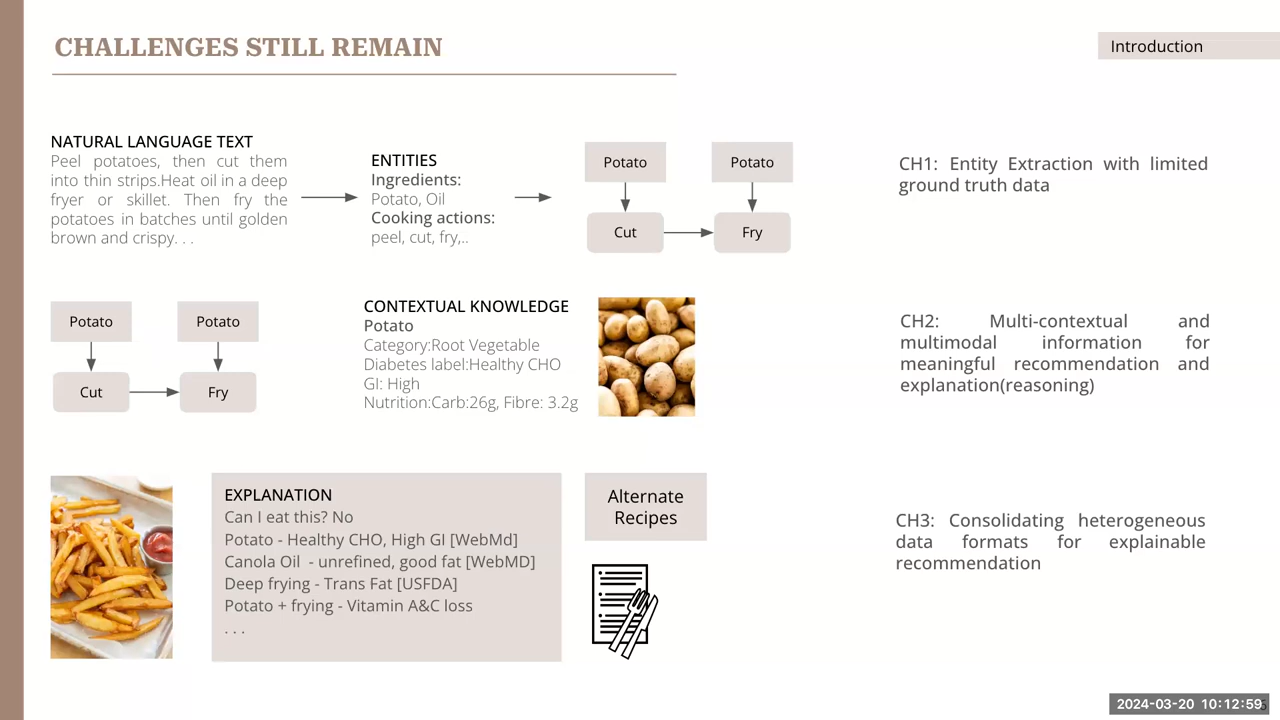 CHALLENGES STILL REMAIN
Introduction
NATURAL LANGUAGE TEXT
Peel potatoes, then cut them
into thin strips.Heat oil in a deep
fryer or skillet. Then fry the
potatoes in batches until golden
brown and crispy. . .
ENTITIES
Ingredients:
Potato, Oil
Cooking actions:
peel, cut, fry,..
Potato
Potato
Cut
Fry
CH1: Entity Extraction with limited
ground truth data
Potato
Potato
Cut
Fry
CONTEXTUAL KNOWLEDGE
Potato
Category:Root Vegetable
Diabetes label:Healthy CHO
GI: High
Nutrition:Carb:26g, Fibre: 3.2g
CH2: Multi-contextual and
multimodal information for
meaningful recommendation and
explanation(reasoning)
EXPLANATION
Can I eat this? No
Potato - Healthy CHO, High GI [WebMd]
Canola Oil - unrefined, good fat [WebMD]
Deep frying - Trans Fat [USFDA]
Potato + frying - Vitamin A&C loss
. . .
Alternate
Recipes
CH3: Consolidating heterogeneous
data formats for explainable
recommendation
2024-03-20 10:12:59